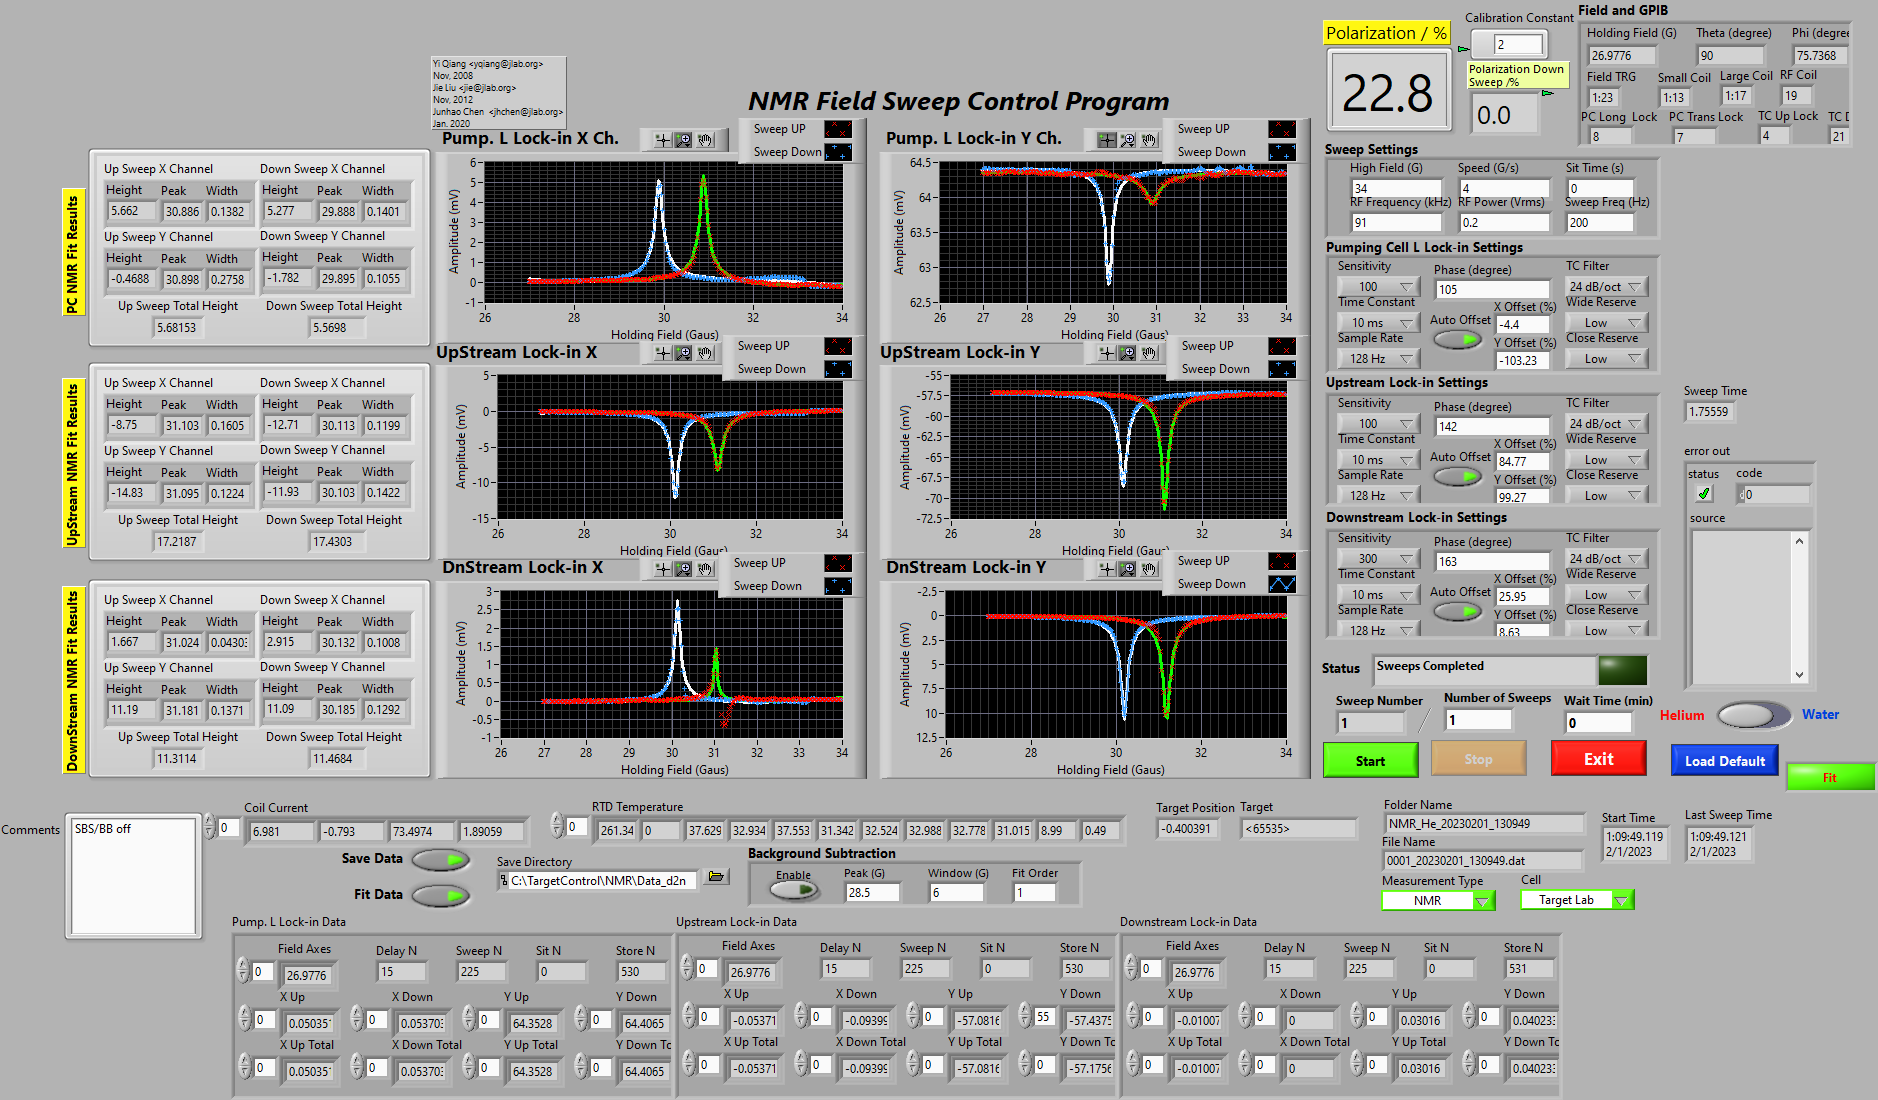 Yi Qiang <yqiang@jlab.org>
Nov, 2008
Jie Liu <jie@jlab.org>
Nov, 2012
Junhao Chen <jhchen@jlab.org>
Jan. 2020
NMR Field Sweep Control Program
Polarization / %
22.8
Calibration Constant
2
Polarization Down
Sweep /%
0.0
Field and GPIB
Holding Field (G) Theta (degree)
26.9776 90 75.7368
Field TRG Small Coil Large Coil RF Coil
1:23 1:13 1:17 19
PC Long Lock PC Trans Lock TC Up Lock
8 7 4 21
PC NMR Fit Results
Up Sweep X Channel Down Sweep X Channel
Height Peak Width Height Peak Width
5.662 30.886 0.1382 5.277 29.888 0.1401
Up Sweep Y Channel Down Sweep Y Channel
Height Peak Width Height Peak Width
-0.4688 30.898 0.2758 -1.782 29.895 0.1055
Up Sweep Total Height Down Sweep Total Height
5.68153 5.5698
UpStream NMR Fit Results
Up Sweep X Channel Down Sweep X Channel
Height Peak Width Height Peak Width
-8.75 31.103 0.1605 -12.71 30.113 0.1199
Up Sweep Y Channel Down Sweep Y Channel
Height Peak Width Height Peak Width
-14.83 31.095 0.1224 -11.93 30.103 0.1422
Up Sweep Total Height Down Sweep Total Height
17.2187 17.4303
DownStream NMR Fit Results
Up Sweep X Channel Down Sweep X Channel
Height Peak Width Height Peak Width
1.667 31.024 0.0430 2.915 30.132 0.1008
Up Sweep Y Channel Down Sweep Y Channel
Height Peak Width Height Peak Width
11.19 31.181 0.1371 11.09 30.185 0.1292
Up Sweep Total Height Down Sweep Total Height
11.3114 11.4684
Pump. L Lock-in X Ch.
Sweep UP
Sweep Down
Amplitude (mV)
6
5
4
3
2
1
0
-1
26 28 30 32 34
Holding Field (Gaus)
Pump. L Lock-in Y Ch.
Sweep UP
Sweep Down
Amplitude (mV)
64.5
64
63.5
63
62.5
26 27 28 29 30 31 32 33 34
Holding Field (Gaus)
UpStream Lock-in X
Sweep UP
Sweep Down
Amplitude (mV)
5
0
-5
-10
-15
26 28 30 32 34
Holding Field (Gaus)
UpStream Lock-in Y
Sweep UP
Sweep Down
Amplitude (mV)
-55
-57.5
-60
-62.5
-65
-67.5
-70
-72.5
26 28 30 32 34
Holding Field (Gaus)
DnStream Lock-in X
Sweep UP
Sweep Down
Amplitude (mV)
3
2.5
2
1.5
1
0.5
0
-0.5
-1
26 27 28 29 30 31 32 33 34
Holding Field (Gaus)
DnStream Lock-in Y
Sweep UP
Sweep Down
Amplitude (mV)
-2.5
0
2.5
5
7.5
10
12.5
26 28 30 32 34
Holding Field (Gaus)
Sweep Settings
High Field (G) Speed (G/s) Sit Time (s)
34 4 0
RF Frequency (kHz) RF Power (Vrms) Sweep Freq (Hz)
91 0.2 200
Pumping Cell L Lock-in Settings
Sensitivity Phase (degree) TC Filter
100 105 24 dB/oct
Time Constant X Offset (%) Wide Reserve
10 ms Auto Offset -4.4 Low
Sample Rate Y Offset (%) Close Reserve
128 Hz -103.23 Low
Upstream Lock-in Settings
Sensitivity Phase (degree) TC Filter
100 142 24 dB/oct
Time Constant X Offset (%) Wide Reserve
10 ms Auto Offset 84.77 Low
Sample Rate Y Offset (%) Close Reserve
128 Hz 99.27 Low
Downstream Lock-in Settings
Sensitivity Phase (degree) TC Filter
300 163 24 dB/oct
Time Constant X Offset (%) Wide Reserve
10 ms Auto Offset 25.95 Low
Sample Rate Y Offset (%) Close Reserve
128 Hz 8.63 Low
Sweep Time
1.75559
error out
status code
0
source
Status Sweeps Completed
Sweep Number Number of Sweeps Wait Time (min)
1 / 1 0
Helium Water
Start Stop Exit Load Default Fit
Comments
SBS/BB off
Coil Current
0 6.981 -0.793 73.4974 1.89059
RTD Temperature
0 261.34 0 37.629 32.934 37.553 31.342 32.524 32.988 32.778 31.015 8.99 0.49
Target Position Target
-0.400391 <65535>
Folder Name
NMR_He_20230201_130949
File Name
0001_20230201_130949.dat
Start Time
1:09:49.119
2/1/2023
Last Sweep Time
1:09:49.121
2/1/2023
Measurement Type Cell
NMR Target Lab
Save Data
Fit Data
Save Directory
C:\TargetControl\NMR\Data_d2n
Background Subtraction
Enable Peak (G) Window (G) Fit Order
28.5 6 1
Pump. L Lock-in Data
Field Axes Delay N Sweep N Sit N Store N
0 26.9776 15 225 0 530
X Up X Down Y Up Y Down
0 0.05035 0 0.05370 0 64.3528 0 64.4065
X Up Total X Down Total Y Up Total
0 0.05035 0 0.05370 0 64.3528 0 64.4065
Upstream Lock-in Data
Field Axes Delay N Sweep N Sit N Store N
0 26.9776 15 225 0 530
X Up X Down Y Up Y Down
0 -0.05371 0 -0.09399 0 -57.0816 55 -57.4375
X Up Total X Down Total Y Up Total
0 -0.05371 0 -0.09399 0 -57.0816 0 -57.1756
Downstream Lock-in Data
Field Axes Delay N Sweep N Sit N Store N
0 26.9776 15 225 0 531
X Up X Down Y Up Y Down
0 -0.01007 0 0 0 0.03016 0 0.04023
X Up Total X Down Total Y Up Total
0 -0.01007 0 0 0 0.03016 0 0.04023